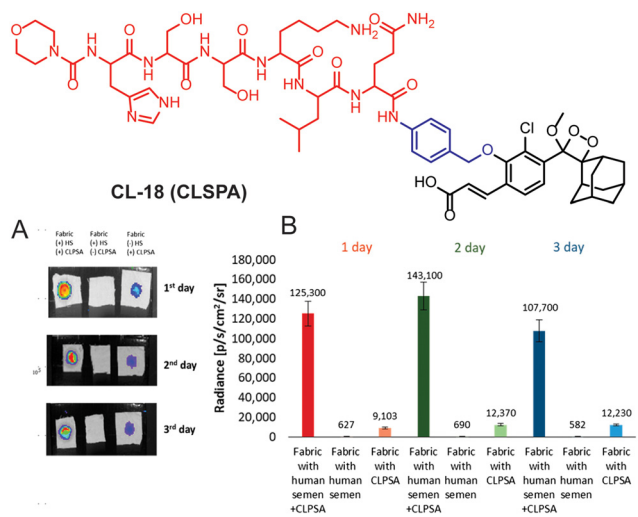 O
N
O
H
N
O
OH
N
H
O
H
N
OH
O
N
H
O
NH2
H
N
O
N
H
O
O
NH2
O
HN
N
NH
O
Cl
O
O-O
HO
O
CL-18 (CLSPA)
A
Fabric
(+) HS
(+) CLPSA
Fabric
(+) HS
(-) CLPSA
Fabric
(-) HS
(+) CLPSA
1st day
2nd day
3rd day
10³
B
1 day
2 day
3 day
Radiance [p/s/cm²/sr]
180,000
160,000
140,000
120,000
100,000
80,000
60,000
40,000
20,000
0
125,300
627
9,103
143,100
690
12,370
107,700
582
12,230
Fabric with human semen +CLPSA
Fabric with human semen
Fabric with CLPSA
Fabric with human semen +CLPSA
Fabric with human semen
Fabric with CLPSA
Fabric with human semen +CLPSA
Fabric with human semen
Fabric with CLPSA